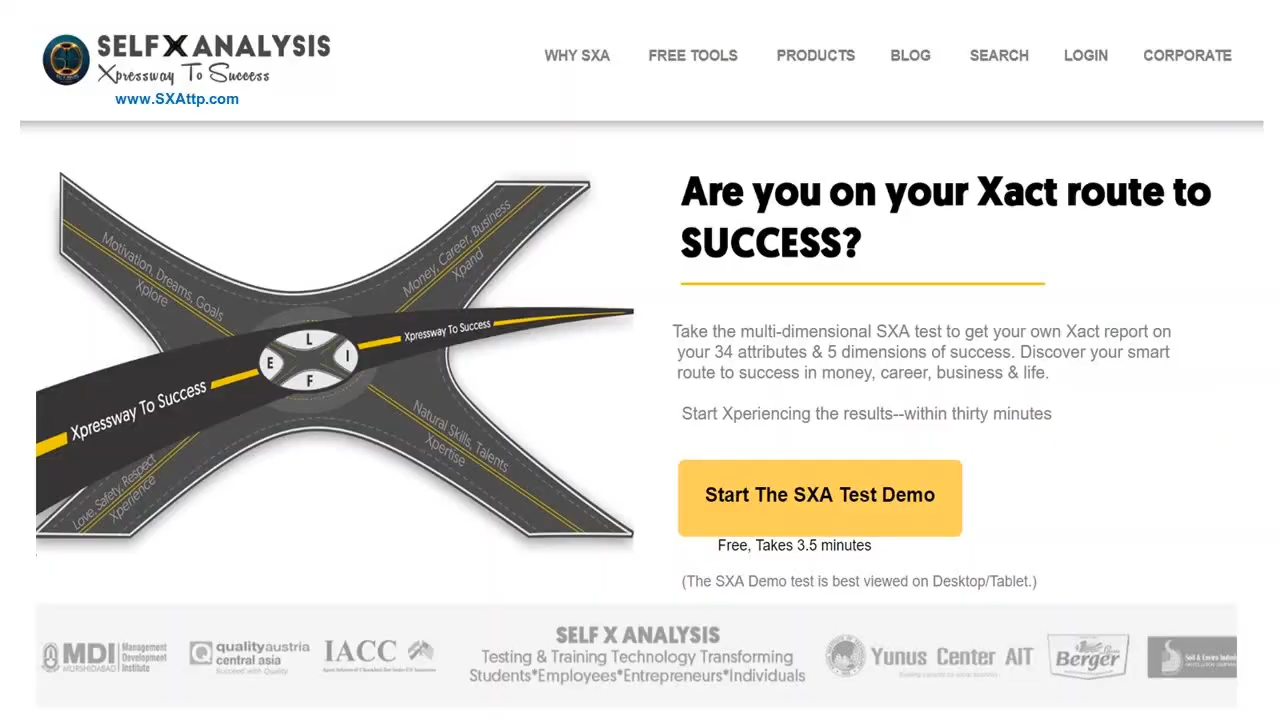 SELF X ANALYSIS
Xpressway To Success
www.SXAttp.com
WHY SXA
FREE TOOLS
PRODUCTS
BLOG
SEARCH
LOGIN
CORPORATE
Motivation, Dreams, Goals
Xplore
Money, Career, Business
Xpand
Xpressway To Success
L
E
I
F
Xpressway To Success
Love, Safety, Respect
Xperience
Natural Skills, Talents
Xpertise
Are you on your Xact route to
SUCCESS?
Take the multi-dimensional SXA test to get your own Xact report on
your 34 attributes & 5 dimensions of success. Discover your smart
route to success in money, career, business & life.
Start Xperiencing the results--within thirty minutes
Start The SXA Test Demo
Free, Takes 3.5 minutes
(The SXA Demo test is best viewed on Desktop/Tablet.)
MDI
MURSHIDABAD
Management
Development
Institute
qualityaustria
central asia
Succeed with Quality
IACC
SELF X ANALYSIS
Testing & Training Technology Transforming
Students*Employees*Entrepreneurs*Individuals
Yunus Center AIT
Berger
Soil & Enviro